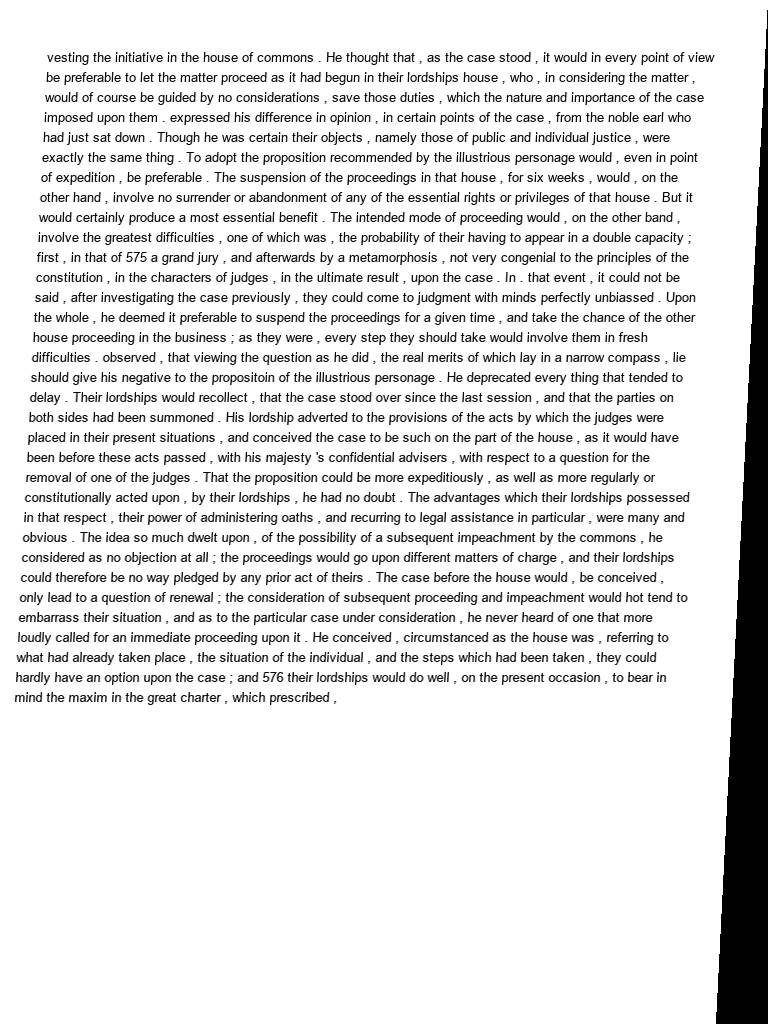 vesting the initiative in the house of commons . He thought that , as the case stood , it would in every point of view
be preferable to let the matter proceed as it had begun in their lordships house , who , in considering the matter ,
would of course be guided by no considerations , save those duties , which the nature and importance of the case
imposed upon them . expressed his difference in opinion , in certain points of the case , from the noble earl who
had just sat down . Though he was certain their objects , namely those of public and individual justice , were
exactly the same thing . To adopt the proposition recommended by the illustrious personage would , even in point
of expedition , be preferable . The suspension of the proceedings in that house , for six weeks , would , on the
other hand , involve no surrender or abandonment of any of the essential rights or privileges of that house . But it
would certainly produce a most essential benefit . The intended mode of proceeding would , on the other band ,
involve the greatest difficulties , one of which was , the probability of their having to appear in a double capacity ;
first , in that of 575 a grand jury , and afterwards by a metamorphosis , not very congenial to the principles of the
constitution , in the characters of judges , in the ultimate result , upon the case . In . that event , it could not be
said , after investigating the case previously , they could come to judgment with minds perfectly unbiassed . Upon
the whole , he deemed it preferable to suspend the proceedings for a given time , and take the chance of the other
house proceeding in the business ; as they were , every step they should take would involve them in fresh
difficulties . observed , that viewing the question as he did , the real merits of which lay in a narrow compass , lie
should give his negative to the propositoin of the illustrious personage . He deprecated every thing that tended to
delay . Their lordships would recollect , that the case stood over since the last session , and that the parties on
both sides had been summoned . His lordship adverted to the provisions of the acts by which the judges were
placed in their present situations , and conceived the case to be such on the part of the house , as it would have
been before these acts passed , with his majesty 's confidential advisers , with respect to a question for the
removal of one of the judges . That the proposition could be more expeditiously , as well as more regularly or
constitutionally acted upon , by their lordships , he had no doubt . The advantages which their lordships possessed
in that respect , their power of administering oaths , and recurring to legal assistance in particular , were many and
obvious . The idea so much dwelt upon , of the possibility of a subsequent impeachment by the commons , he
considered as no objection at all ; the proceedings would go upon different matters of charge , and their lordships
could therefore be no way pledged by any prior act of theirs . The case before the house would , be conceived ,
only lead to a question of renewal ; the consideration of subsequent proceeding and impeachment would hot tend to
embarrass their situation , and as to the particular case under consideration , he never heard of one that more
loudly called for an immediate proceeding upon it . He conceived , circumstanced as the house was , referring to
what had already taken place , the situation of the individual , and the steps which had been taken , they could
hardly have an option upon the case ; and 576 their lordships would do well , on the present occasion , to bear in
mind the maxim in the great charter , which prescribed ,